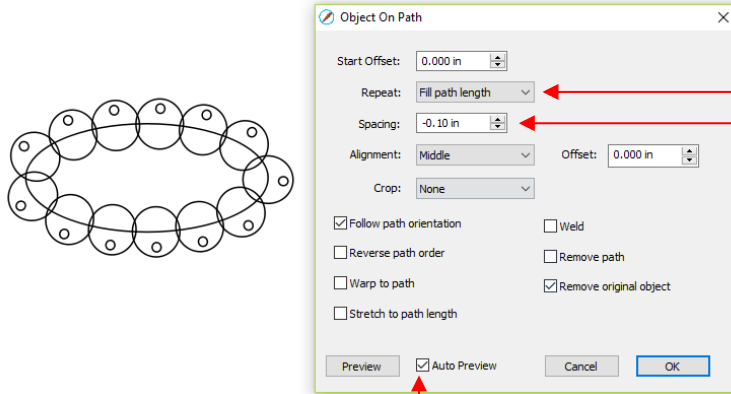 Object On Path
Start Offset: 0.000 in
Repeat: Fill path length
Spacing: -0.10 in
Alignment: Middle Offset: 0.000 in
Crop: None
Follow path orientation Weld
Reverse path order Remove path
Warp to path Remove original object
Stretch to path length
Preview Auto Preview Cancel OK